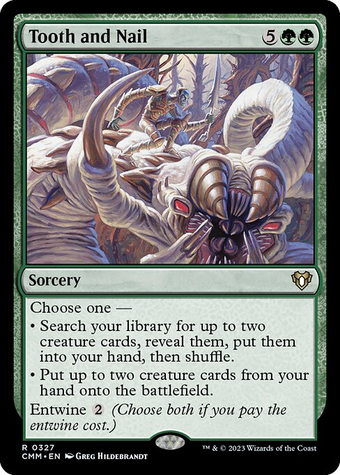 Tooth and Nail 5
Sorcery
Choose one —
• Search your library for up to two
creature cards, reveal them, put them
into your hand, then shuffle.
• Put up to two creature cards from your
hand onto the battlefield.
Entwine 2 (Choose both if you pay the
entwine cost.)
R 0327
CMM • EN Greg Hildebrandt
™ & © 2023 Wizards of the Coast